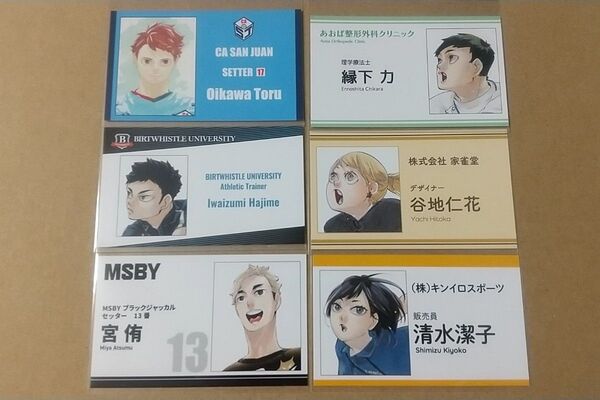 CA SAN JUAN
SETTER 17
Oikawa Toru
あおば整形外科クリニック
Aoba Orthopedic Clinic
理学療法士
縁下 力
Ennoshita Chikara
B
BIRTWHISTLE UNIVERSITY
BIRTWHISTLE UNIVERSITY
Athletic Trainer
Iwaizumi Hajime
株式会社 家雀堂
デザイナー
谷地仁花
Yachi Hitoka
MSBY
MSBY ブラックジャッカル
セッター 13 番
宮 侑
Miya Atsumu
13
(株)キンイロスポーツ
販売員
清水潔子
Shimizu Kiyoko